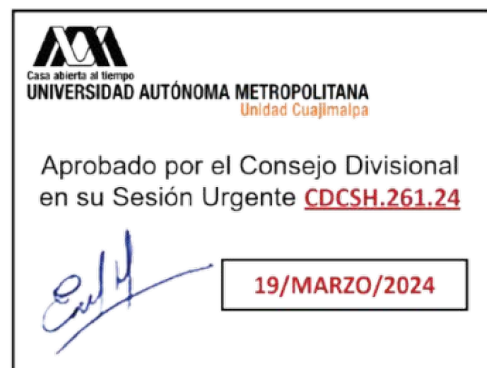 Casa abierta al tiempo
UNIVERSIDAD AUTÓNOMA METROPOLITANA
Unidad Cuajimalpa
Aprobado por el Consejo Divisional
en su Sesión Urgente CDCSH.261.24
19/MARZO/2024